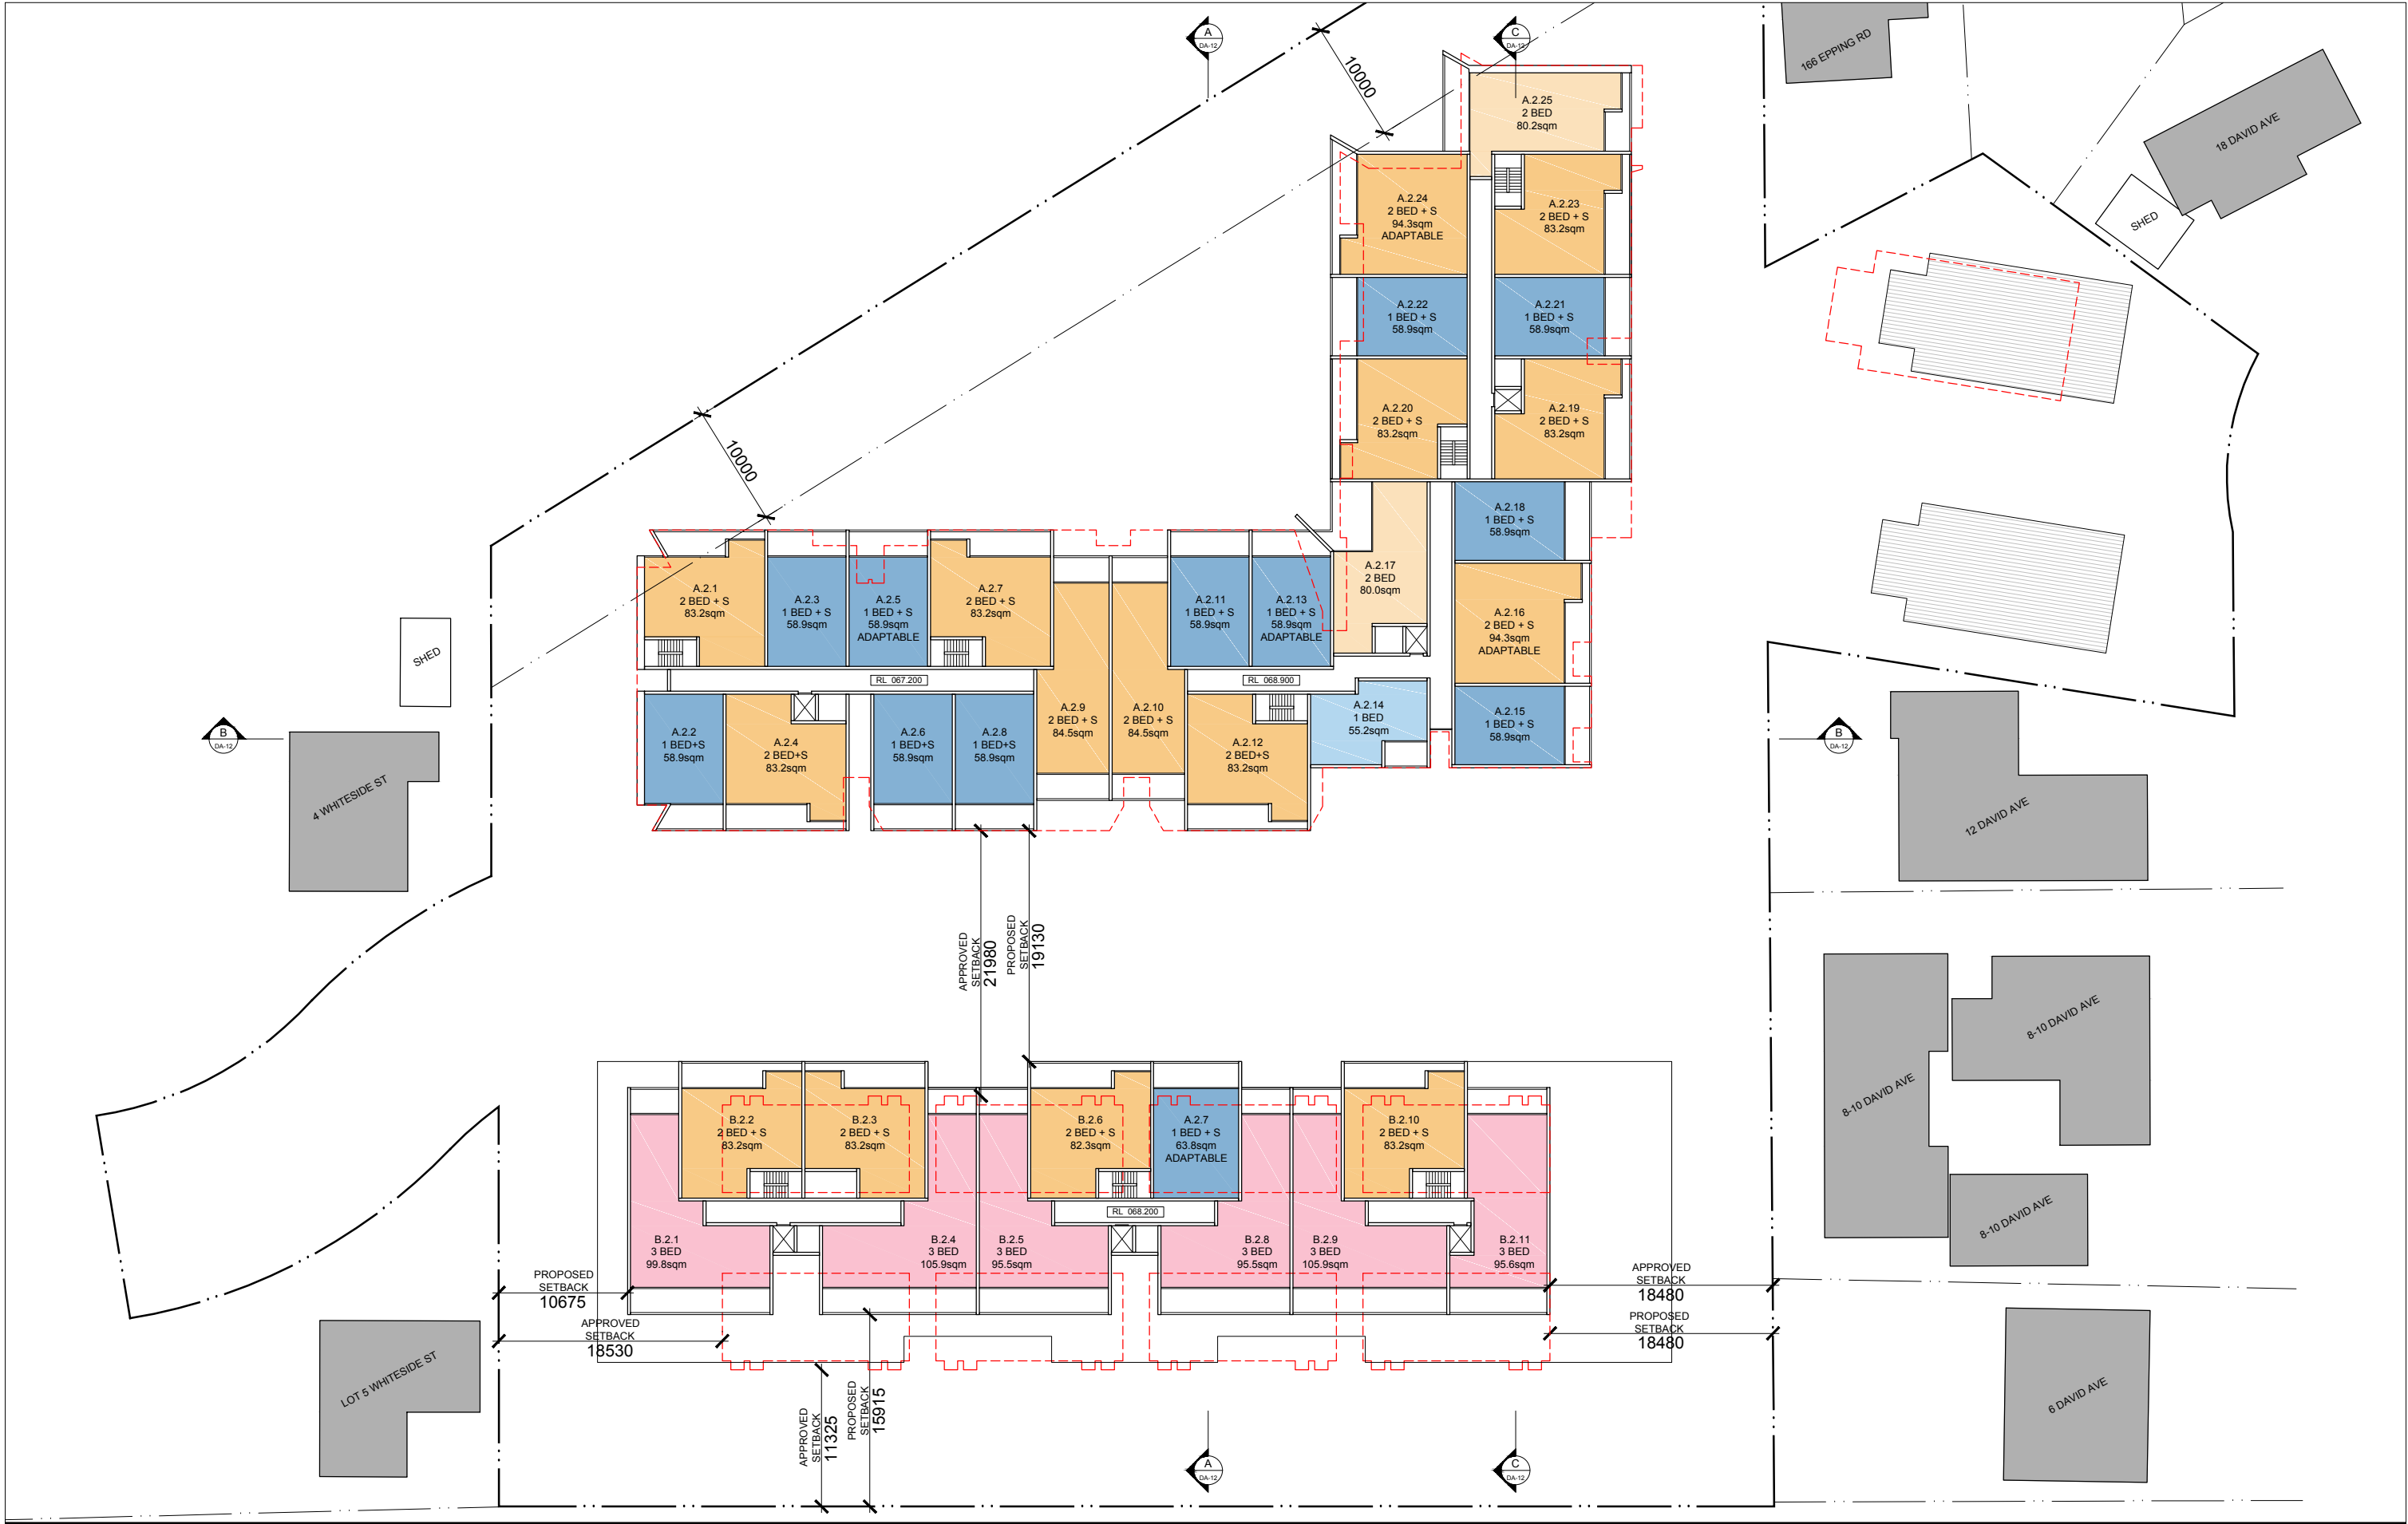 A
DA-12
C
DA-12
166 EPPING RD
18 DAVID AVE
SHED
10000
10000
A.2.25
2 BED
80.2sqm
A.2.24
2 BED + S
94.3sqm
ADAPTABLE
A.2.23
2 BED + S
83.2sqm
A.2.22
1 BED + S
58.9sqm
A.2.21
1 BED + S
58.9sqm
A.2.20
2 BED + S
83.2sqm
A.2.19
2 BED + S
83.2sqm
A.2.18
1 BED + S
58.9sqm
A.2.17
2 BED
80.0sqm
A.2.16
2 BED + S
94.3sqm
ADAPTABLE
A.2.15
1 BED + S
58.9sqm
A.2.1
2 BED + S
83.2sqm
A.2.3
1 BED + S
58.9sqm
A.2.5
1 BED + S
58.9sqm
ADAPTABLE
A.2.7
2 BED + S
83.2sqm
A.2.11
1 BED + S
58.9sqm
A.2.13
1 BED + S
58.9sqm
ADAPTABLE
RL 067.200
RL 068.900
A.2.2
1 BED+S
58.9sqm
A.2.4
2 BED+S
83.2sqm
A.2.6
1 BED+S
58.9sqm
A.2.8
1 BED+S
58.9sqm
A.2.9
2 BED + S
84.5sqm
A.2.10
2 BED + S
84.5sqm
A.2.12
2 BED+S
83.2sqm
A.2.14
1 BED
55.2sqm
SHED
B
DA-12
4 WHITESIDE ST
B
DA-12
12 DAVID AVE
APPROVED
SETBACK
21980
PROPOSED
SETBACK
19130
8-10 DAVID AVE
8-10 DAVID AVE
8-10 DAVID AVE
B.2.2
2 BED + S
83.2sqm
B.2.3
2 BED + S
83.2sqm
B.2.6
2 BED + S
82.3sqm
A.2.7
1 BED + S
63.8sqm
ADAPTABLE
B.2.10
2 BED + S
83.2sqm
RL 068.200
B.2.1
3 BED
99.8sqm
B.2.4
3 BED
105.9sqm
B.2.5
3 BED
95.5sqm
B.2.8
3 BED
95.5sqm
B.2.9
3 BED
105.9sqm
B.2.11
3 BED
95.6sqm
PROPOSED
SETBACK
10675
APPROVED
SETBACK
18530
APPROVED
SETBACK
18480
PROPOSED
SETBACK
18480
LOT 5 WHITESIDE ST
6 DAVID AVE
APPROVED
SETBACK
11325
PROPOSED
SETBACK
15915
A
DA-12
C
DA-12